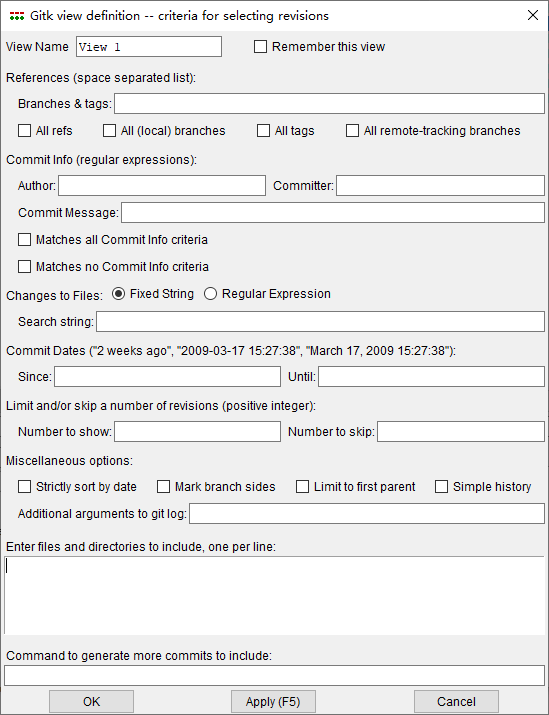 Gitk view definition -- criteria for selecting revisions
View Name View 1 Remember this view
References (space separated list):
Branches & tags:
All refs All (local) branches All tags All remote-tracking branches
Commit Info (regular expressions):
Author: Committer:
Commit Message:
Matches all Commit Info criteria
Matches no Commit Info criteria
Changes to Files: Fixed String Regular Expression
Search string:
Commit Dates ("2 weeks ago", "2009-03-17 15:27:38", "March 17, 2009 15:27:38"):
Since: Until:
Limit and/or skip a number of revisions (positive integer):
Number to show: Number to skip:
Miscellaneous options:
Strictly sort by date Mark branch sides Limit to first parent Simple history
Additional arguments to git log:
Enter files and directories to include, one per line:
Command to generate more commits to include:
OK Apply (F5) Cancel